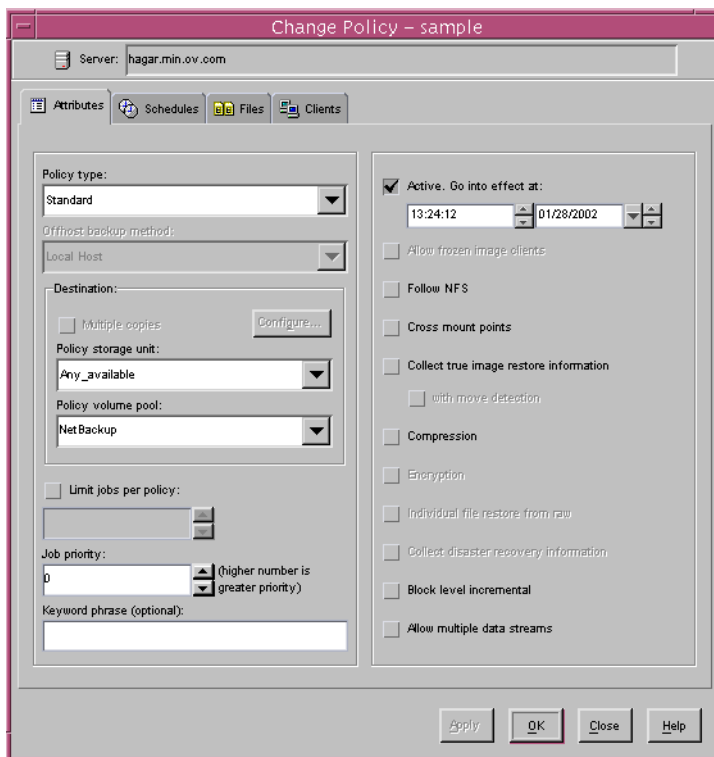 Change Policy – sample
Server: hagar.min.ov.com
Attributes Schedules Files Clients
Policy type:
Standard
Offhost backup method:
Local Host
Destination:
Multiple copies Configure...
Policy storage unit:
Any_available
Policy volume pool:
NetBackup
Limit jobs per policy:
Job priority:
0 (higher number is
greater priority)
Keyword phrase (optional):
Active. Go into effect at:
13:24:12 01/28/2002
Allow frozen image clients
Follow NFS
Cross mount points
Collect true image restore information
with move detection
Compression
Encryption
Individual file restore from raw
Collect disaster recovery information
Block level incremental
Allow multiple data streams
Apply OK Close Help